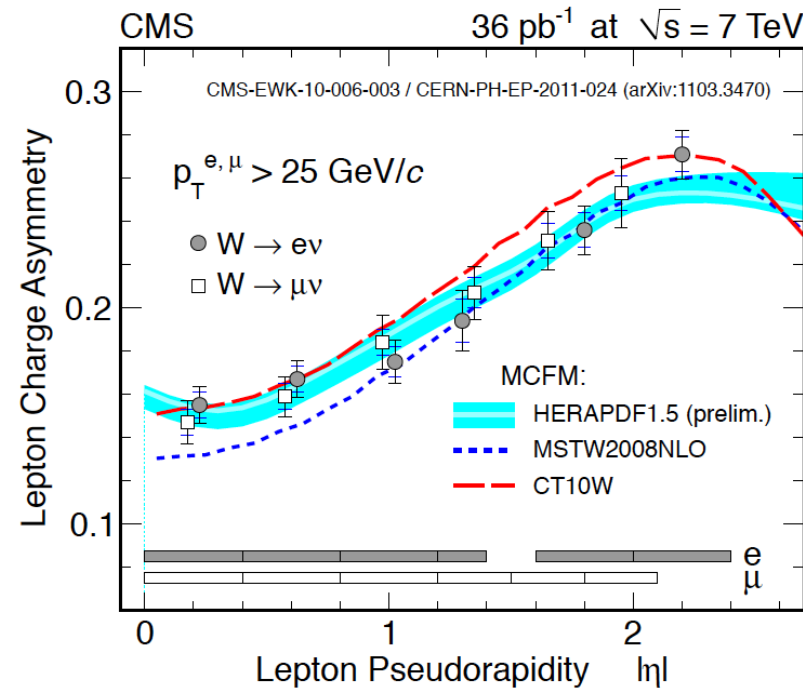 CMS 36 pb⁻¹ at √s = 7 TeV
CMS-EWK-10-006-003 / CERN-PH-EP-2011-024 (arXiv:1103.3470)
p_T^{e, μ} > 25 GeV/c
W → eν
W → μν
MCFM:
HERAPDF1.5 (prelim.)
MSTW2008NLO
CT10W
e
μ
Lepton Charge Asymmetry
0.3
0.2
0.1
0 1 2
Lepton Pseudorapidity |η|